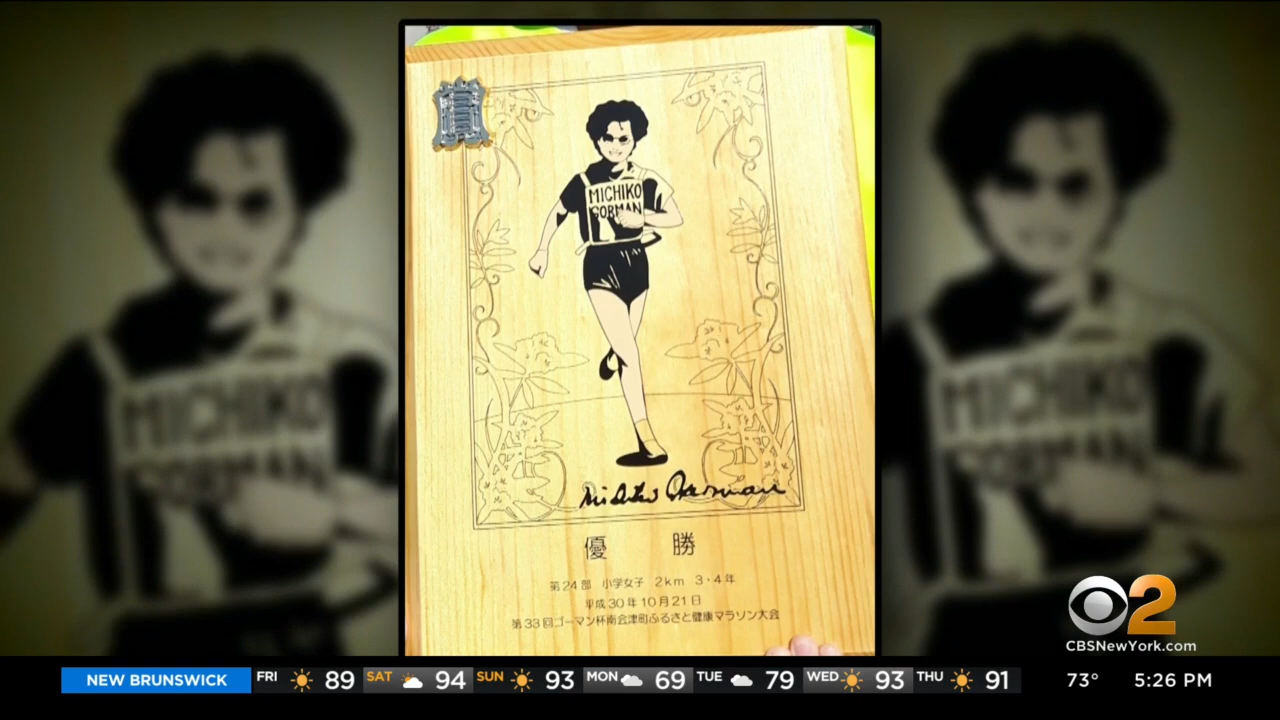 MICHIKO
GORMAN
Michiko Gorman
優 勝
第24部 小学女子 2km 3・4年
平成30年10月21日
第33回ゴーマン杯南会津町ふるさと健康マラソン大会
MICHIKO
GORMAN
MICHIKO
GORMAN
2
CBSNewYork.com
NEW BRUNSWICK FRI 89 SAT 94 SUN 93 MON 69 TUE 79 WED 93 THU 91 73° 5:26 PM